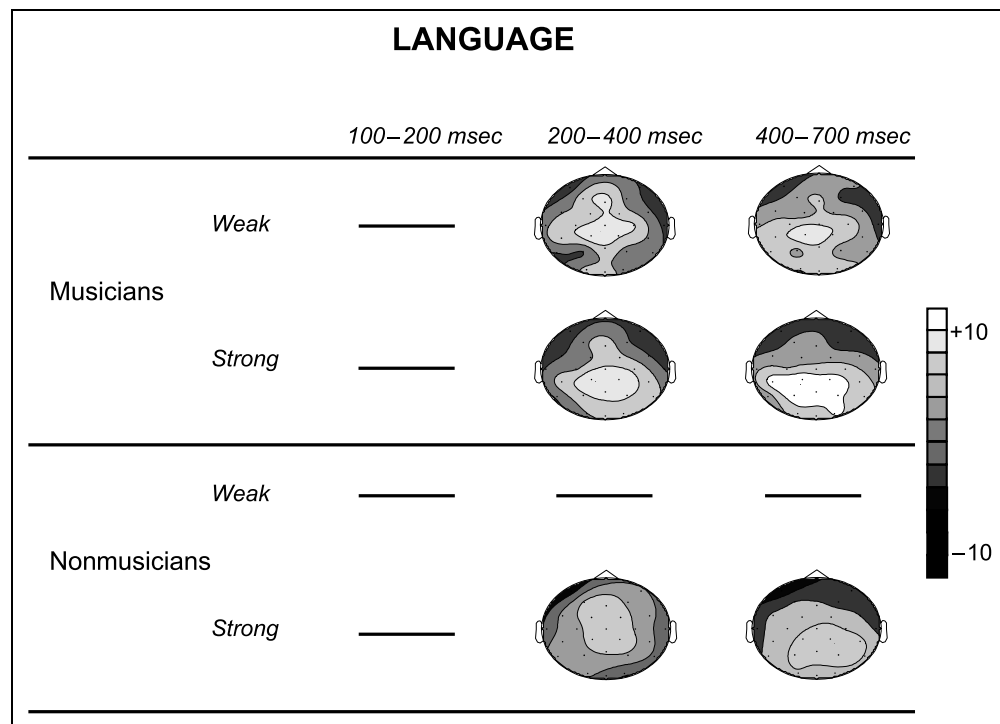 LANGUAGE
100–200 msec 200–400 msec 400–700 msec
Weak
Musicians
Strong
+10
Weak
–10
Nonmusicians
Strong